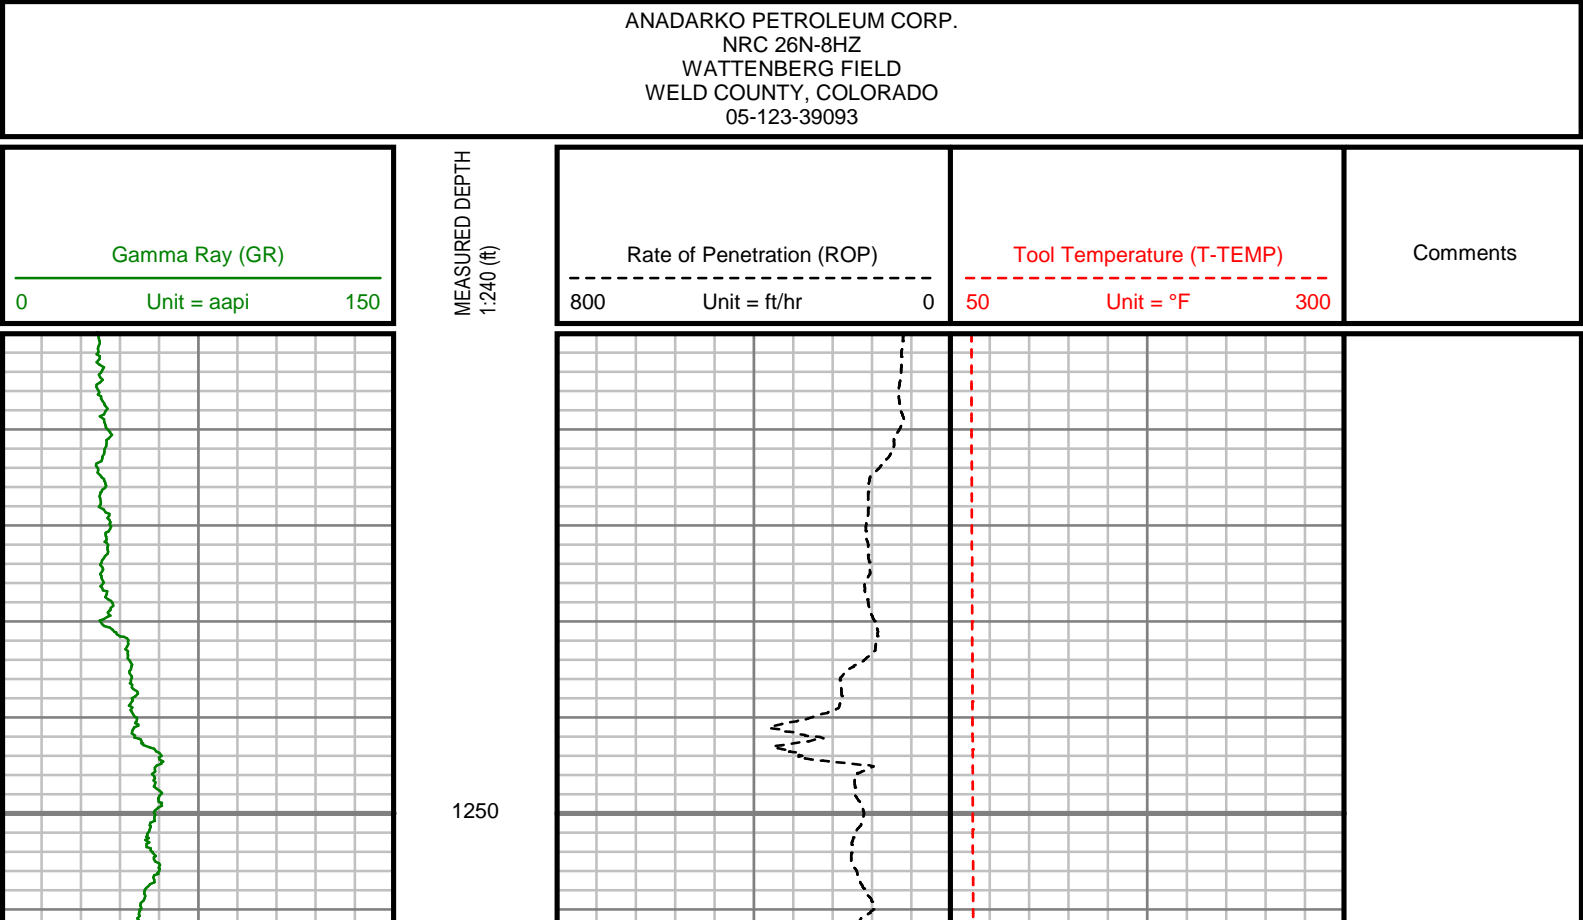 ANADARKO PETROLEUM CORP.
NRC 26N-8HZ
WATTENBERG FIELD
WELD COUNTY, COLORADO
05-123-39093
Gamma Ray (GR)
0 Unit = aapi 150
MEASURED DEPTH
1:240 (ft)
Rate of Penetration (ROP)
800 Unit = ft/hr 0
Tool Temperature (T-TEMP)
50 Unit = °F 300
Comments
1250